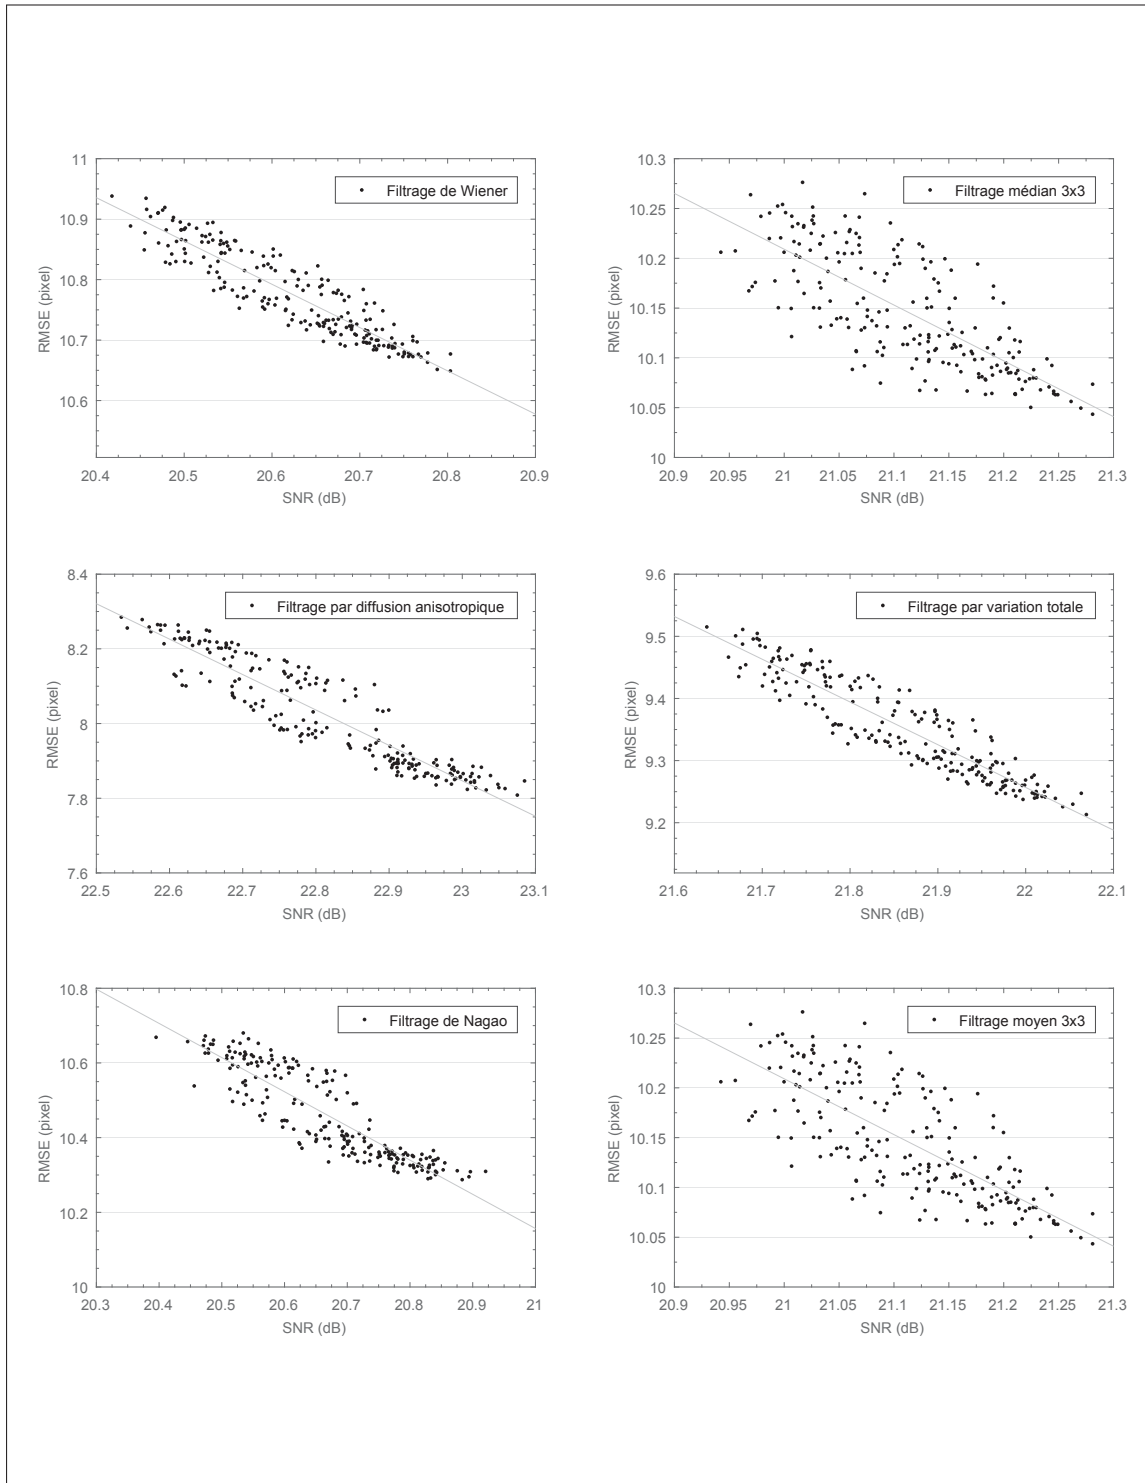 11
10.9
10.8
10.7
10.6
RMSE (pixel)
Filtrage de Wiener
20.4 20.5 20.6 20.7 20.8 20.9
SNR (dB)
10.3
10.25
10.2
10.15
10.1
10.05
10
RMSE (pixel)
Filtrage médian 3x3
20.9 20.95 21 21.05 21.1 21.15 21.2 21.25 21.3
SNR (dB)
8.4
8.2
8
7.8
7.6
RMSE (pixel)
Filtrage par diffusion anisotropique
22.5 22.6 22.7 22.8 22.9 23 23.1
SNR (dB)
9.6
9.5
9.4
9.3
9.2
RMSE (pixel)
Filtrage par variation totale
21.6 21.7 21.8 21.9 22 22.1
SNR (dB)
10.8
10.6
10.4
10.2
10
RMSE (pixel)
Filtrage de Nagao
20.3 20.4 20.5 20.6 20.7 20.8 20.9 21
SNR (dB)
10.3
10.25
10.2
10.15
10.1
10.05
10
RMSE (pixel)
Filtrage moyen 3x3
20.9 20.95 21 21.05 21.1 21.15 21.2 21.25 21.3
SNR (dB)